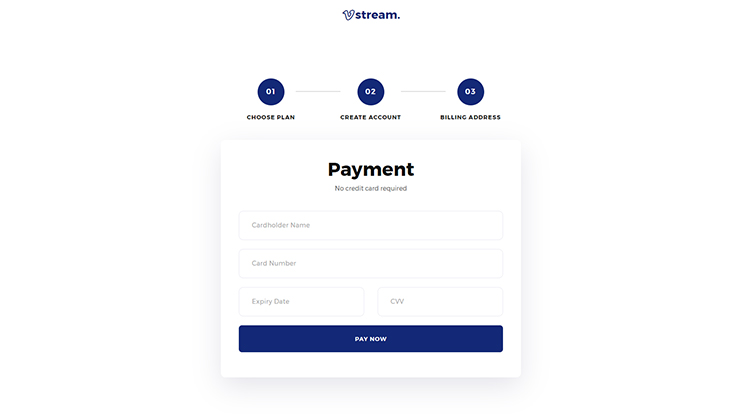 Vstream.
01 02 03
CHOOSE PLAN CREATE ACCOUNT BILLING ADDRESS
Payment
No credit card required
Cardholder Name
Card Number
Expiry Date CVV
PAY NOW